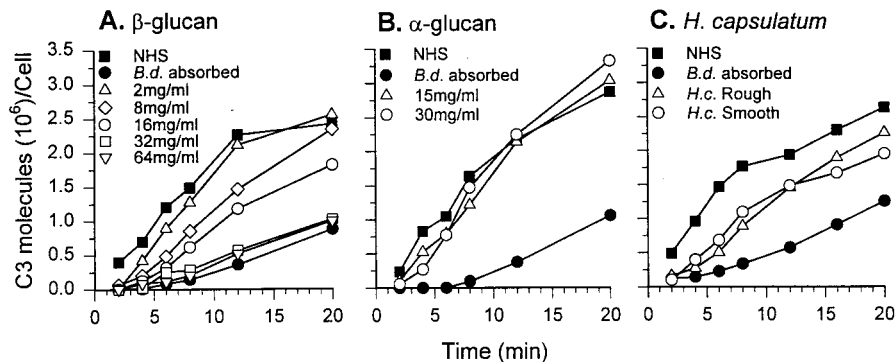 A. β-glucan
NHS
B.d. absorbed
2mg/ml
8mg/ml
16mg/ml
32mg/ml
64mg/ml
C3 molecules (10⁶)/Cell
3.5
3.0
2.5
2.0
1.5
1.0
0.5
0.0
0 5 10 15 20
B. α-glucan
NHS
B.d. absorbed
15mg/ml
30mg/ml
0 5 10 15 20
C. H. capsulatum
NHS
B.d. absorbed
H.c. Rough
H.c. Smooth
0 5 10 15 20
Time (min)